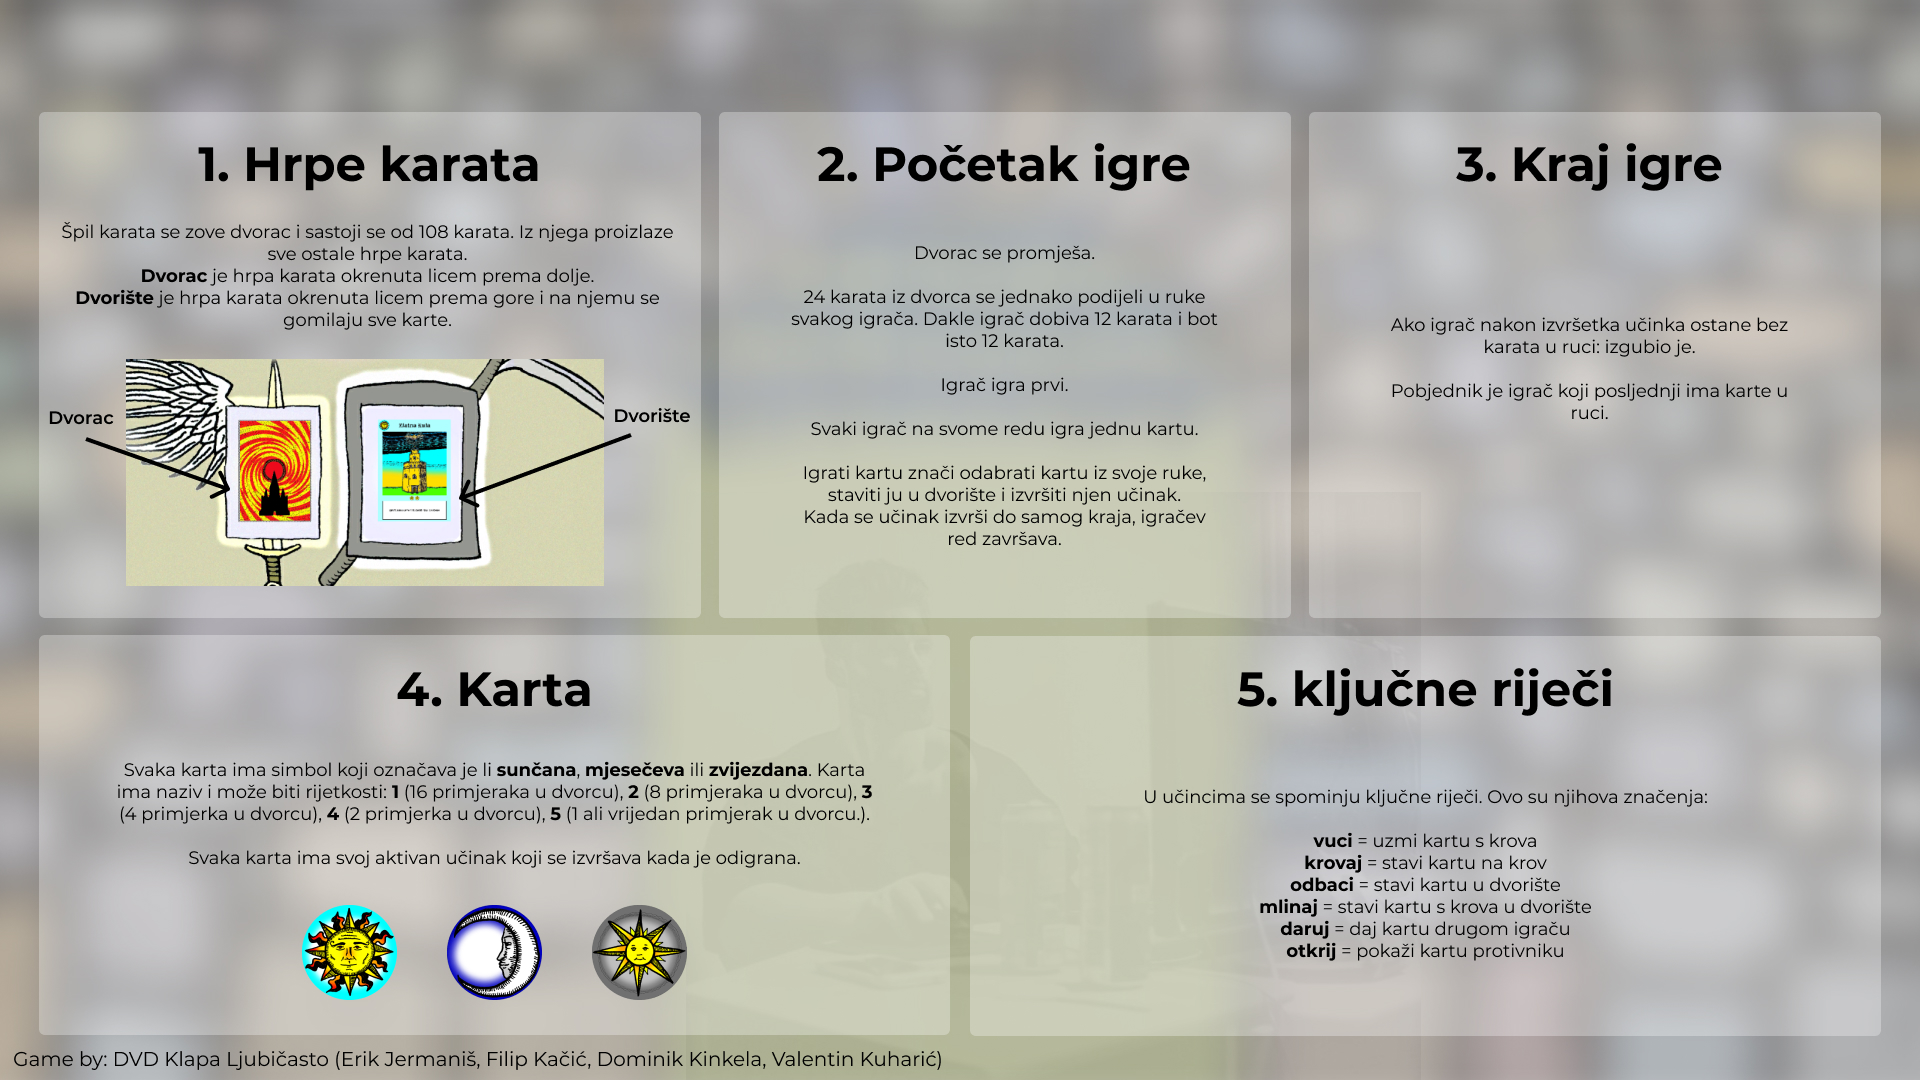 1. Hrpe karata
Špil karata se zove dvorac i sastoji se od 108 karata. Iz njega proizlaze
sve ostale hrpe karata.
Dvorac je hrpa karata okrenuta licem prema dolje.
Dvorište je hrpa karata okrenuta licem prema gore i na njemu se
gomilaju sve karte.
Dvorac
Dvorište
Zlatna kula
2. Početak igre
Dvorac se promješa.
24 karata iz dvorca se jednako podijeli u ruke
svakog igrača. Dakle igrač dobiva 12 karata i bot
isto 12 karata.
Igrač igra prvi.
Svaki igrač na svome redu igra jednu kartu.
Igrati kartu znači odabrati kartu iz svoje ruke,
staviti ju u dvorište i izvršiti njen učinak.
Kada se učinak izvrši do samog kraja, igračev
red završava.
3. Kraj igre
Ako igrač nakon izvršetka učinka ostane bez
karata u ruci: izgubio je.
Pobjednik je igrač koji posljednji ima karte u
ruci.
4. Karta
Svaka karta ima simbol koji označava je li sunčana, mjesečeva ili zvijezdana. Karta
ima naziv i može biti rijetkosti: 1 (16 primjeraka u dvorcu), 2 (8 primjeraka u dvorcu), 3
(4 primjerka u dvorcu), 4 (2 primjerka u dvorcu), 5 (1 ali vrijedan primjerak u dvorcu.).
Svaka karta ima svoj aktivan učinak koji se izvršava kada je odigrana.
5. ključne riječi
U učincima se spominju ključne riječi. Ovo su njihova značenja:
vuci = uzmi kartu s krova
krovaj = stavi kartu na krov
odbaci = stavi kartu u dvorište
mlinaj = stavi kartu s krova u dvorište
daruj = daj kartu drugom igraču
otkrij = pokaži kartu protivniku
Game by: DVD Klapa Ljubičasto (Erik Jermaniš, Filip Kačić, Dominik Kinkela, Valentin Kuharić)